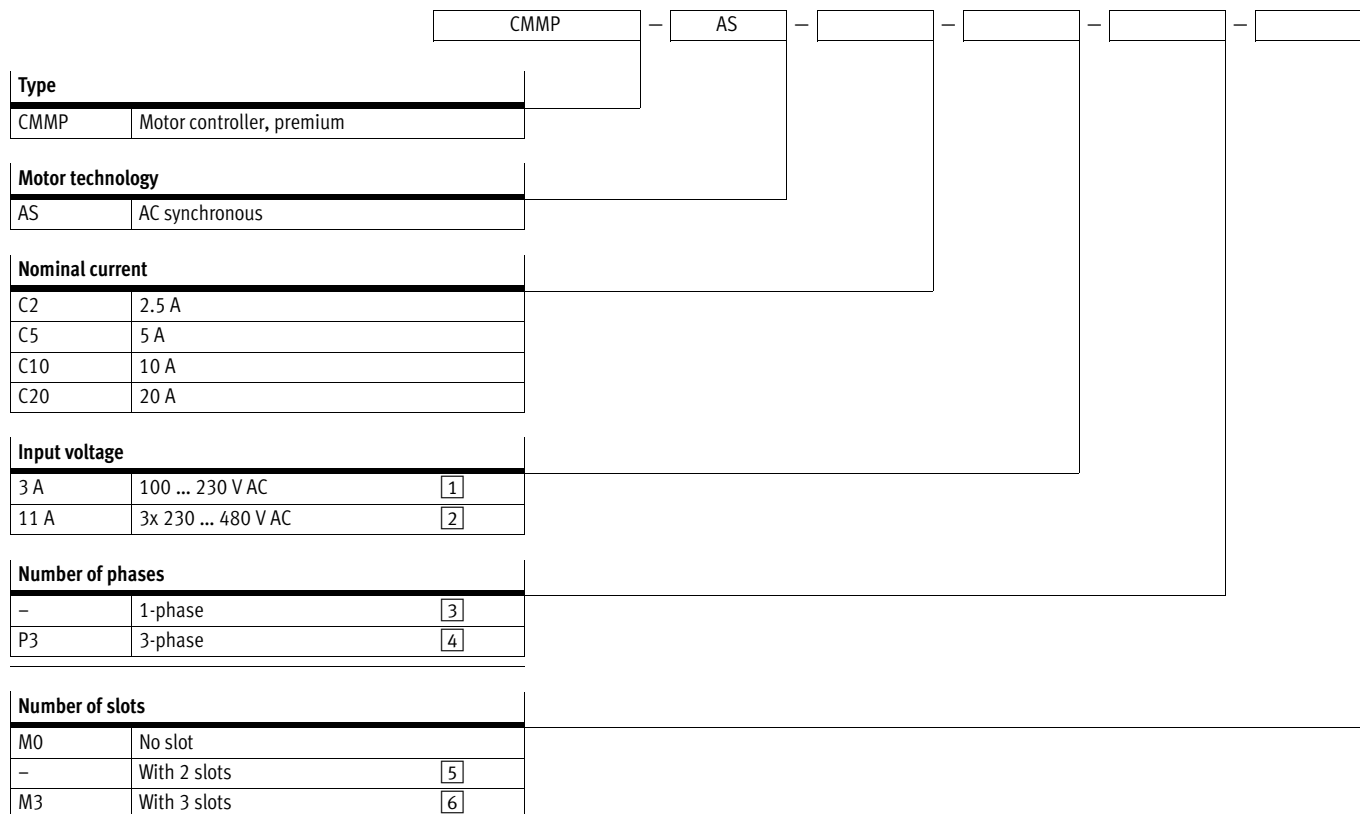 CMMP – AS – – – –
Type
CMMP Motor controller, premium
Motor technology
AS AC synchronous
Nominal current
C2 2.5 A
C5 5 A
C10 10 A
C20 20 A
Input voltage
3 A 100 ... 230 V AC 1
11 A 3x 230 ... 480 V AC 2
Number of phases
– 1-phase 3
P3 3-phase 4
Number of slots
M0 No slot
– With 2 slots 5
M3 With 3 slots 6